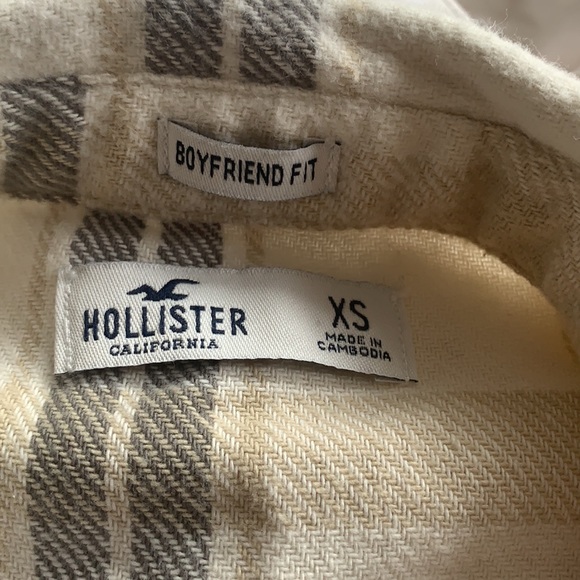 BOYFRIEND FIT
HOLLISTER
CALIFORNIA
XS
MADE IN
CAMBODIA